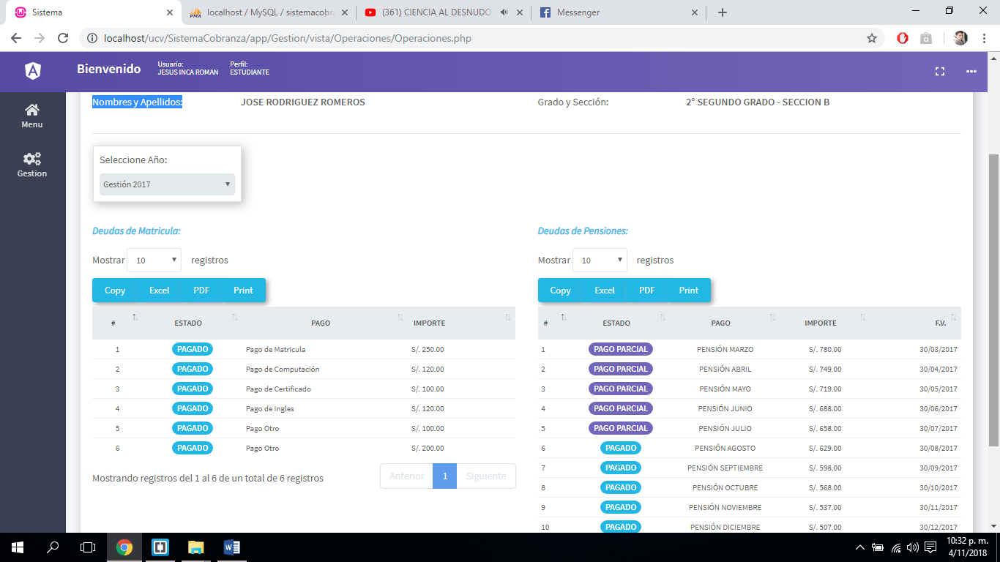 Sistema
localhost / MySQL / sistemacobra
(361) CIENCIA AL DESNUDO
Messenger
localhost/ucv/SistemaCobranza/app/Gestion/vista/Operaciones/Operaciones.php
Bienvenido
Usuario:
JESUS INCA ROMAN
Perfil:
ESTUDIANTE
Menu
Gestion
Nombres y Apellidos: JOSE RODRIGUEZ ROMEROS Grado y Sección: 2° SEGUNDO GRADO - SECCION B
Seleccione Año:
Gestión 2017
Deudas de Matricula:
Mostrar 10 registros
Copy Excel PDF Print
# ESTADO PAGO IMPORTE
1 PAGADO Pago de Matricula S/. 250.00
2 PAGADO Pago de Computación S/. 120.00
3 PAGADO Pago de Certificado S/. 100.00
4 PAGADO Pago de Ingles S/. 120.00
5 PAGADO Pago Otro S/. 100.00
6 PAGADO Pago Otro S/. 200.00
Mostrando registros del 1 al 6 de un total de 6 registros
Anterior 1 Siguiente
Deudas de Pensiones:
Mostrar 10 registros
Copy Excel PDF Print
# ESTADO PAGO IMPORTE F.V.
1 PAGO PARCIAL PENSIÓN MARZO S/. 780.00 30/03/2017
2 PAGO PARCIAL PENSIÓN ABRIL S/. 749.00 30/04/2017
3 PAGO PARCIAL PENSIÓN MAYO S/. 719.00 30/05/2017
4 PAGO PARCIAL PENSIÓN JUNIO S/. 688.00 30/06/2017
5 PAGO PARCIAL PENSIÓN JULIO S/. 658.00 30/07/2017
6 PAGADO PENSIÓN AGOSTO S/. 629.00 30/08/2017
7 PAGADO PENSIÓN SEPTIEMBRE S/. 598.00 30/09/2017
8 PAGADO PENSIÓN OCTUBRE S/. 568.00 30/10/2017
9 PAGADO PENSIÓN NOVIEMBRE S/. 537.00 30/11/2017
10 PAGADO PENSIÓN DICIEMBRE S/. 507.00 30/12/2017
10:32 p. m.
4/11/2018